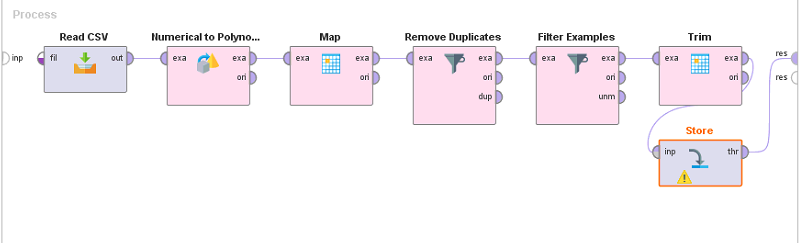 Process
Read CSV
Numerical to Polyno...
Map
Remove Duplicates
Filter Examples
Trim
inp
fil
out
exa
exa
ori
exa
exa
ori
exa
exa
ori
dup
exa
exa
ori
unm
exa
exa
ori
res
res
Store
inp
thr